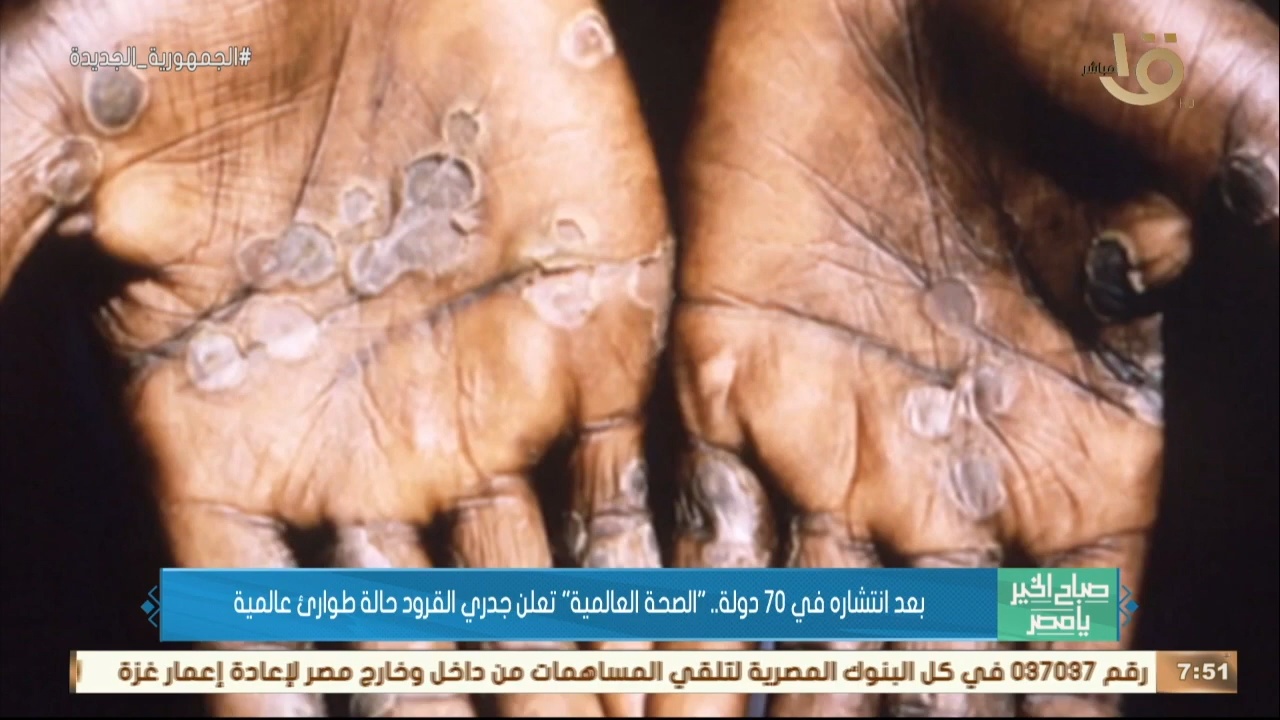 #الجمهورية_الجديدة
مباشر
صباح الخير
يا مصر
بعد انتشاره في 70 دولة.. "الصحة العالمية" تعلن جدري القرود حالة طوارئ عالمية
7:51
رقم 037037 في كل البنوك المصرية لتلقي المساهمات من داخل وخارج مصر لإعادة إعمار غزة